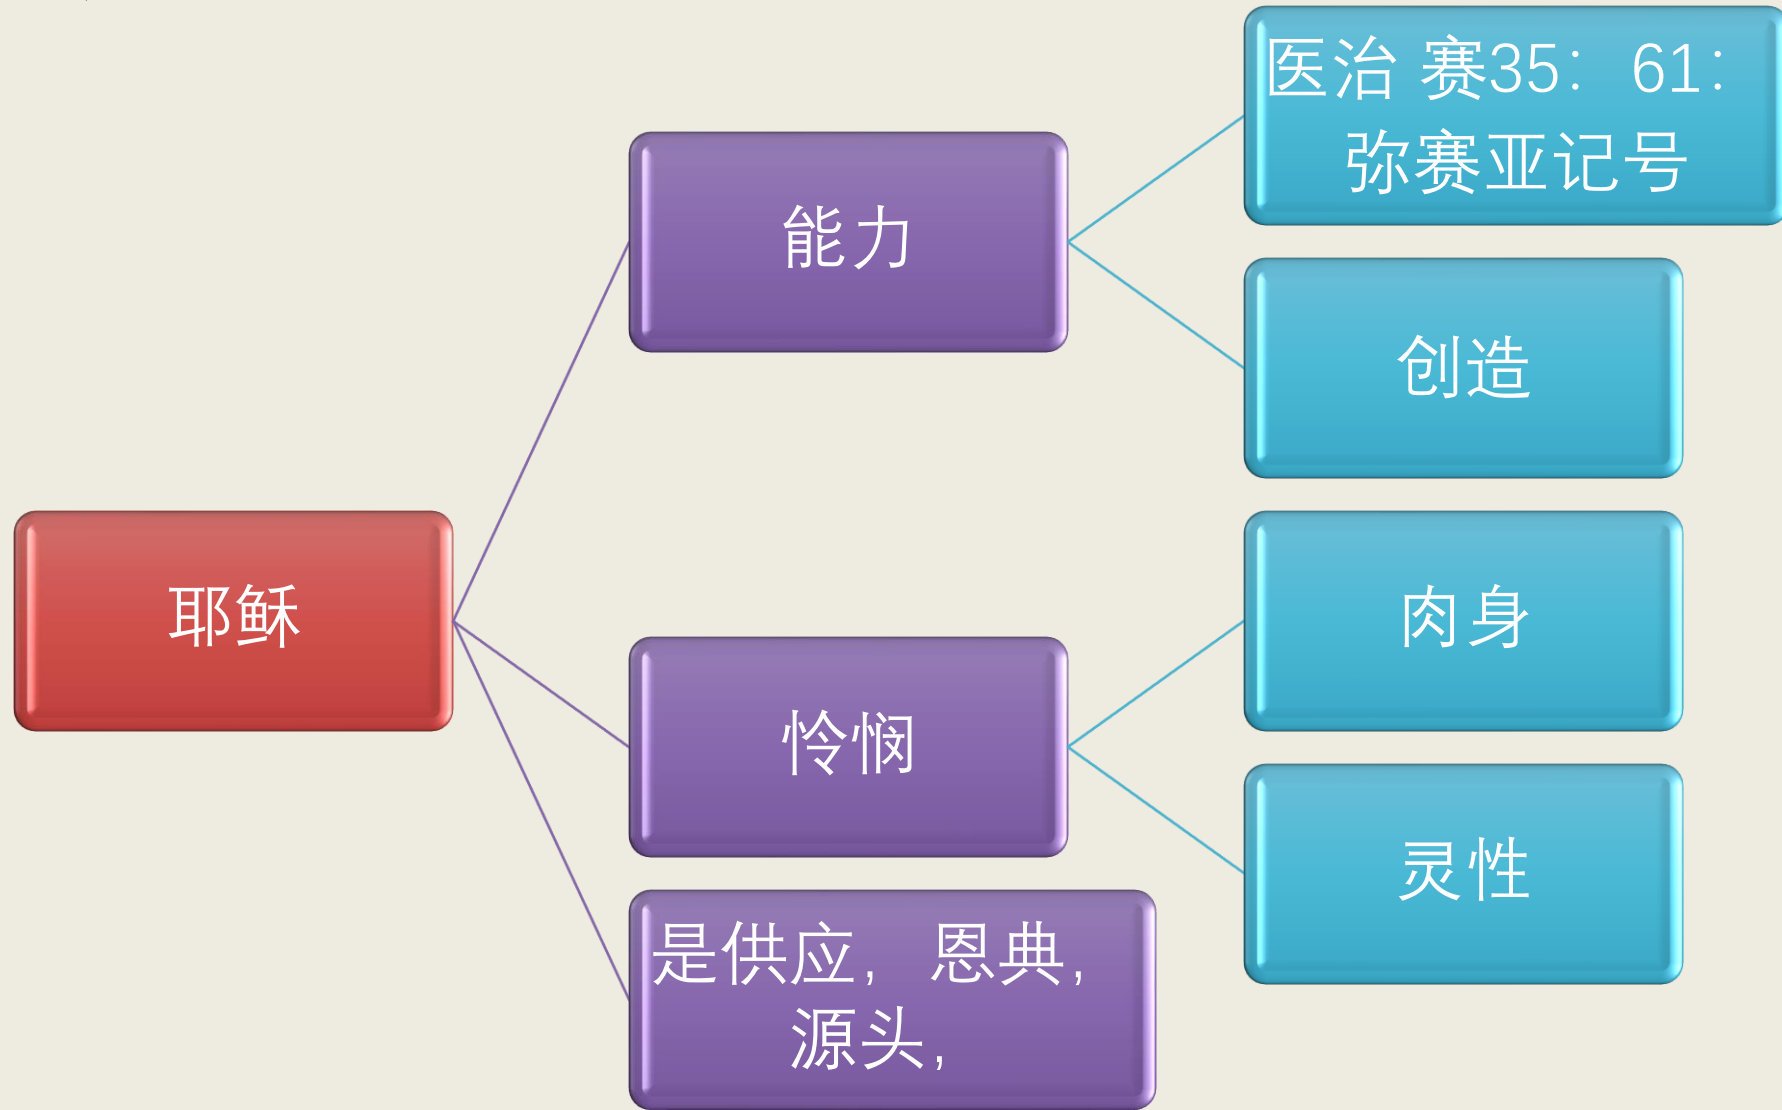 耶稣
能力
医治 赛35： 61：
弥赛亚记号
创造
怜悯
肉身
灵性
是供应， 恩典，
源头，